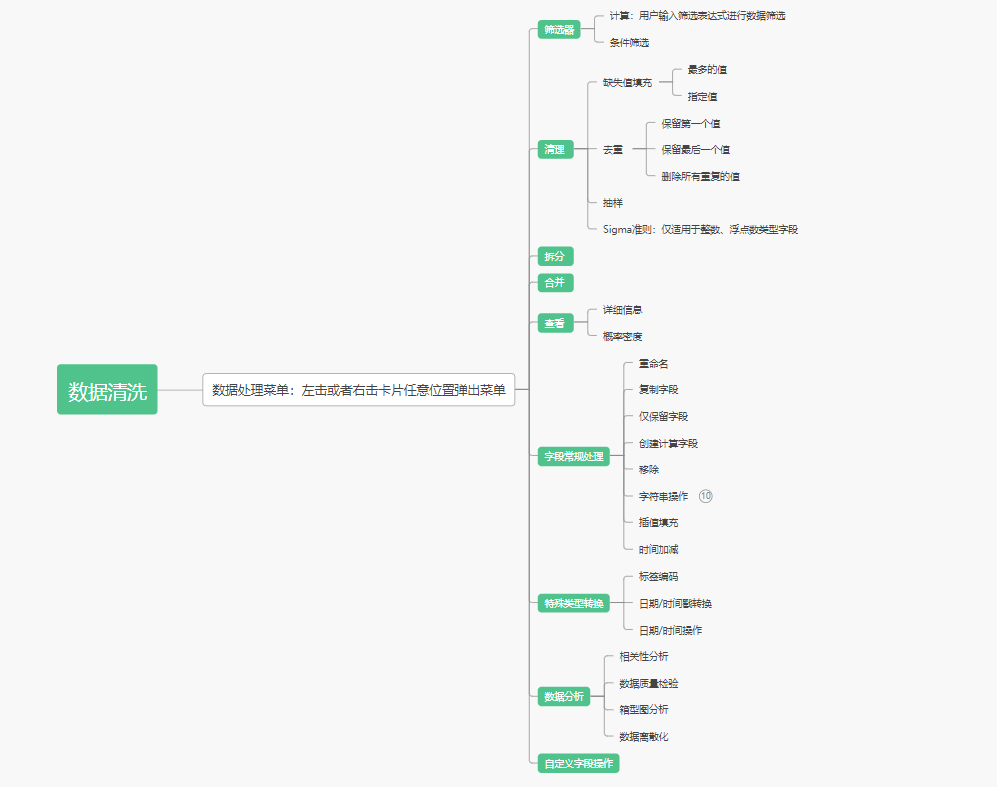 数据清洗
数据处理菜单：左击或者右击卡片任意位置弹出菜单
筛选器
计算：用户输入筛选表达式进行数据筛选
条件筛选
清理
缺失值填充
最多的值
指定值
去重
保留第一个值
保留最后一个值
删除所有重复的值
抽样
Sigma准则：仅适用于整数、浮点数类型字段
拆分
合并
查看
详细信息
概率密度
字段常规处理
重命名
复制字段
仅保留字段
创建计算字段
移除
字符串操作 10
插值填充
时间加减
特殊类型转换
标签编码
日期/时间戳转换
日期/时间操作
数据分析
相关性分析
数据质量检验
箱型图分析
数据离散化
自定义字段操作